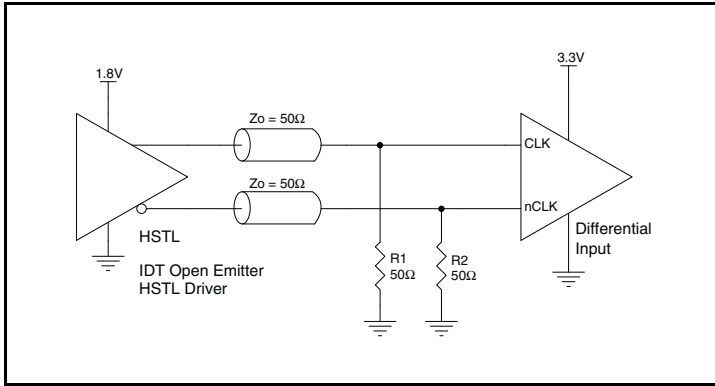 1.8V
3.3V
Zo = 50Ω
CLK
Zo = 50Ω
nCLK
HSTL
Differential
Input
IDT Open Emitter
HSTL Driver
R1
50Ω
R2
50Ω